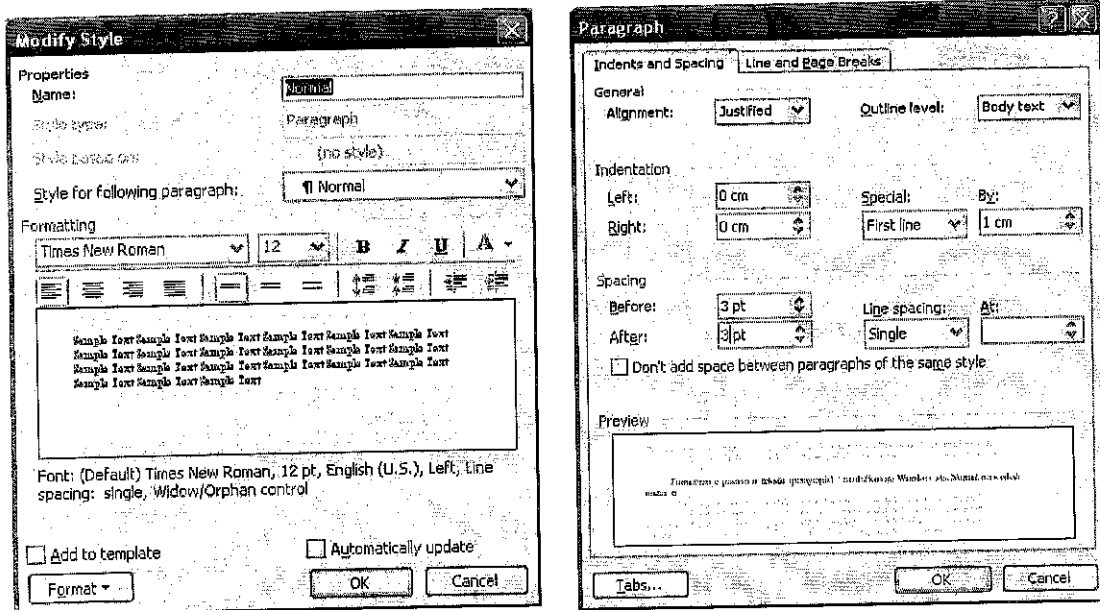 Modify Style
Properties
Name:
Normal
Style type:
Paragraph
Style based on:
(no style)
Style for following paragraph:
¶ Normal
Formatting
Times New Roman
12
B I U A
Sample Text Sample Text Sample Text Sample Text Sample Text Sample Text
Sample Text Sample Text Sample Text Sample Text Sample Text Sample Text
Sample Text Sample Text Sample Text Sample Text Sample Text Sample Text
Sample Text Sample Text Sample Text
Font: (Default) Times New Roman, 12 pt, English (U.S.), Left, Line
spacing: single, Widow/Orphan control
Add to template
Automatically update
Format
OK
Cancel
Paragraph
Indents and Spacing
Line and Page Breaks
General
Alignment:
Justified
Outline level:
Body text
Indentation
Left:
0 cm
Special:
By:
Right:
0 cm
First line
1 cm
Spacing
Before:
3 pt
Line spacing:
At:
After:
3 pt
Single
Don't add space between paragraphs of the same style
Preview
Tabs...
OK
Cancel